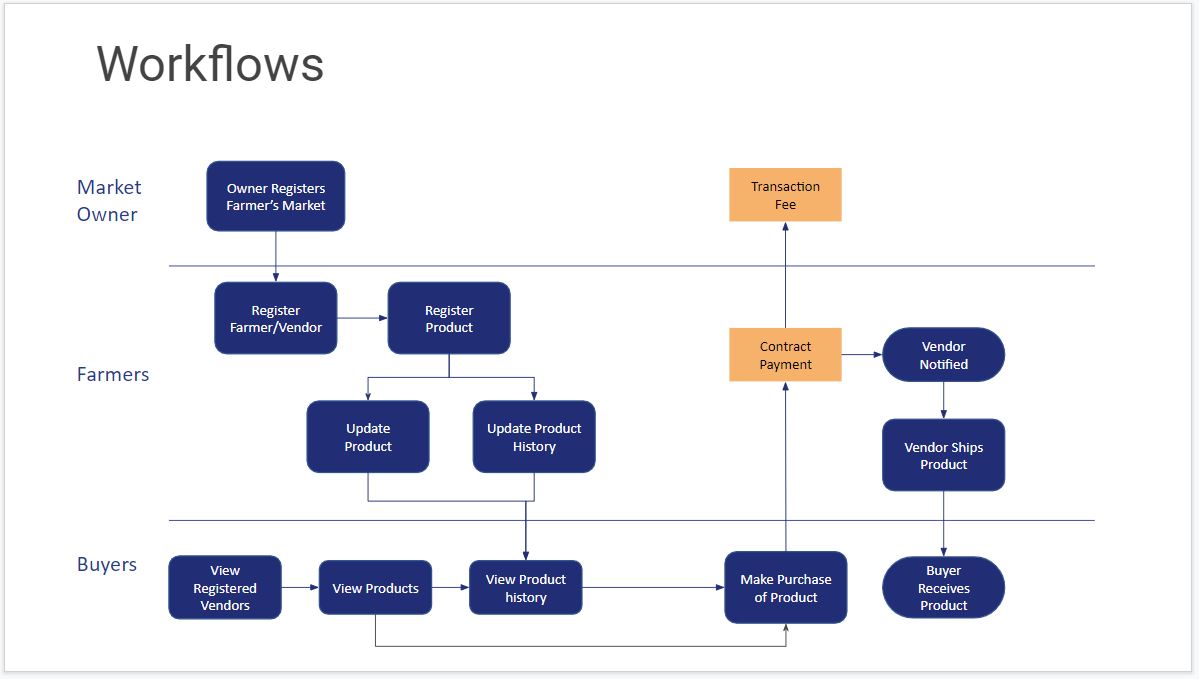 Workflows
Market
Owner
Owner Registers
Farmer's Market
Transaction
Fee
Farmers
Register
Farmer/Vendor
Register
Product
Contract
Payment
Vendor
Notified
Update
Product
Update Product
History
Vendor Ships
Product
Buyers
View
Registered
Vendors
View Products
View Product
history
Make Purchase
of Product
Buyer
Receives
Product